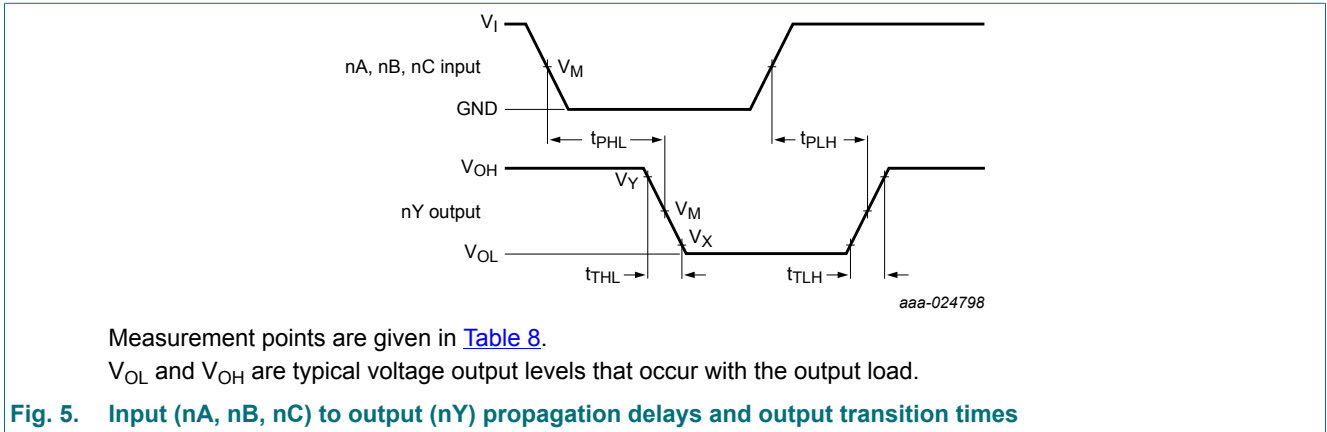 VI
nA, nB, nC input
VM
GND
tPHL
tPLH
VOH
VY
nY output
VM
VX
VOL
tTHL
tTLH
aaa-024798
Measurement points are given in Table 8.
VOL and VOH are typical voltage output levels that occur with the output load.
Fig. 5. Input (nA, nB, nC) to output (nY) propagation delays and output transition times